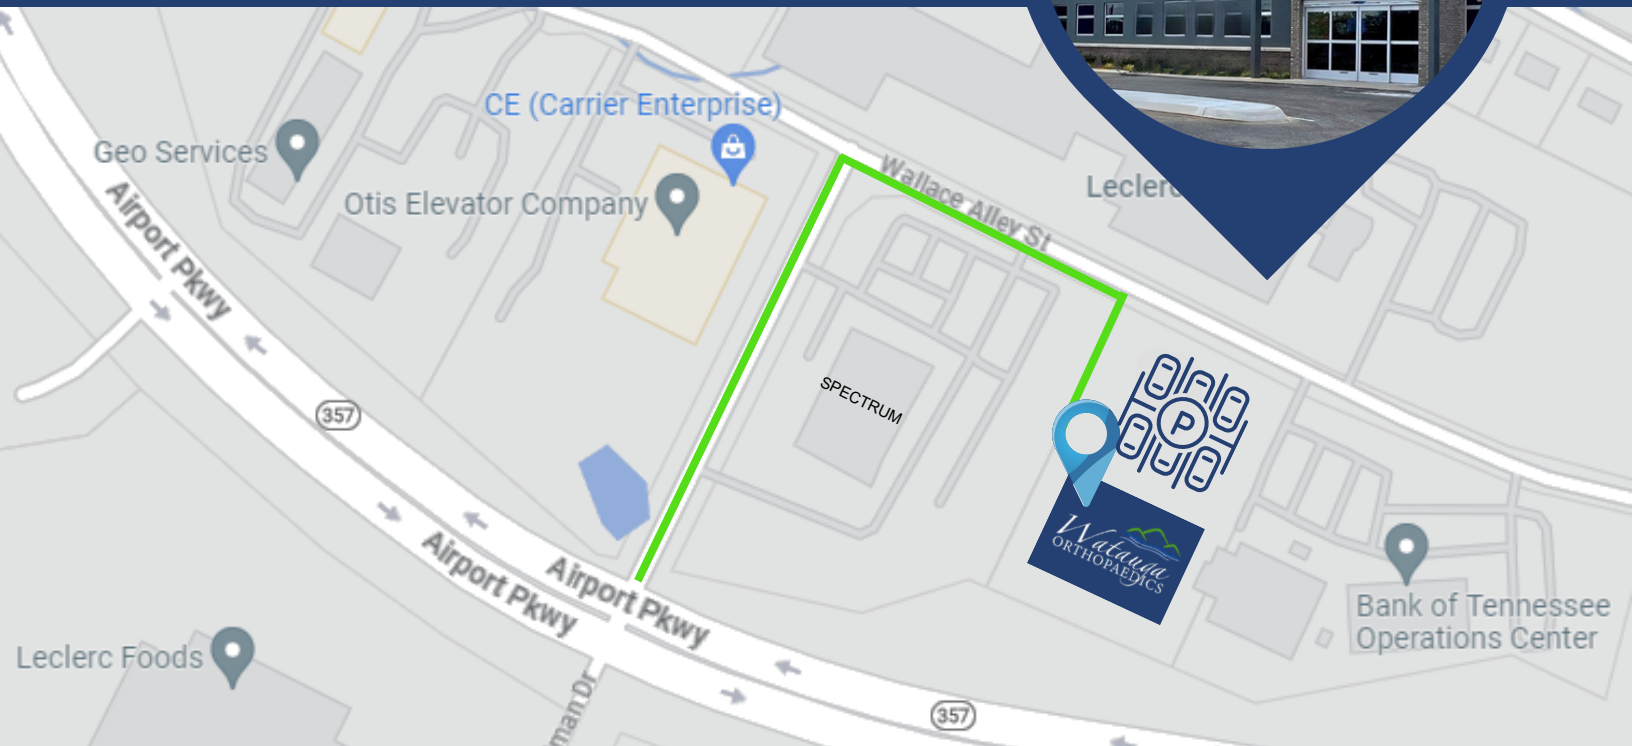 CE (Carrier Enterprise)
Geo Services
Otis Elevator Company
Wallace Alley St
Airport Pkwy
SPECTRUM
P
357
Watauga
ORTHOPAEDICS
Airport Pkwy
Airport Pkwy
Bank of Tennessee
Operations Center
Leclerc Foods
357